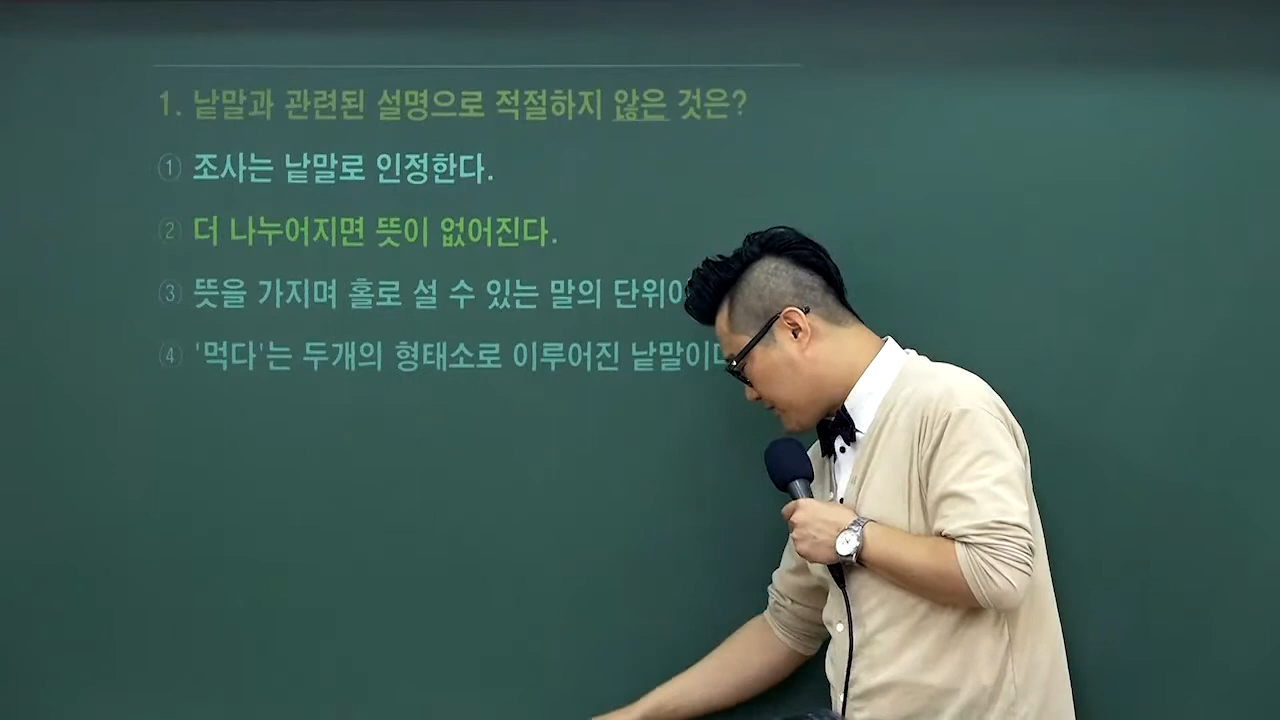 1. 낱말과 관련된 설명으로 적절하지 않은 것은?
① 조사는 낱말로 인정한다.
② 더 나누어지면 뜻이 없어진다.
③ 뜻을 가지며 홀로 설 수 있는 말의 단위
④ '먹다'는 두개의 형태소로 이루어진 낱말이